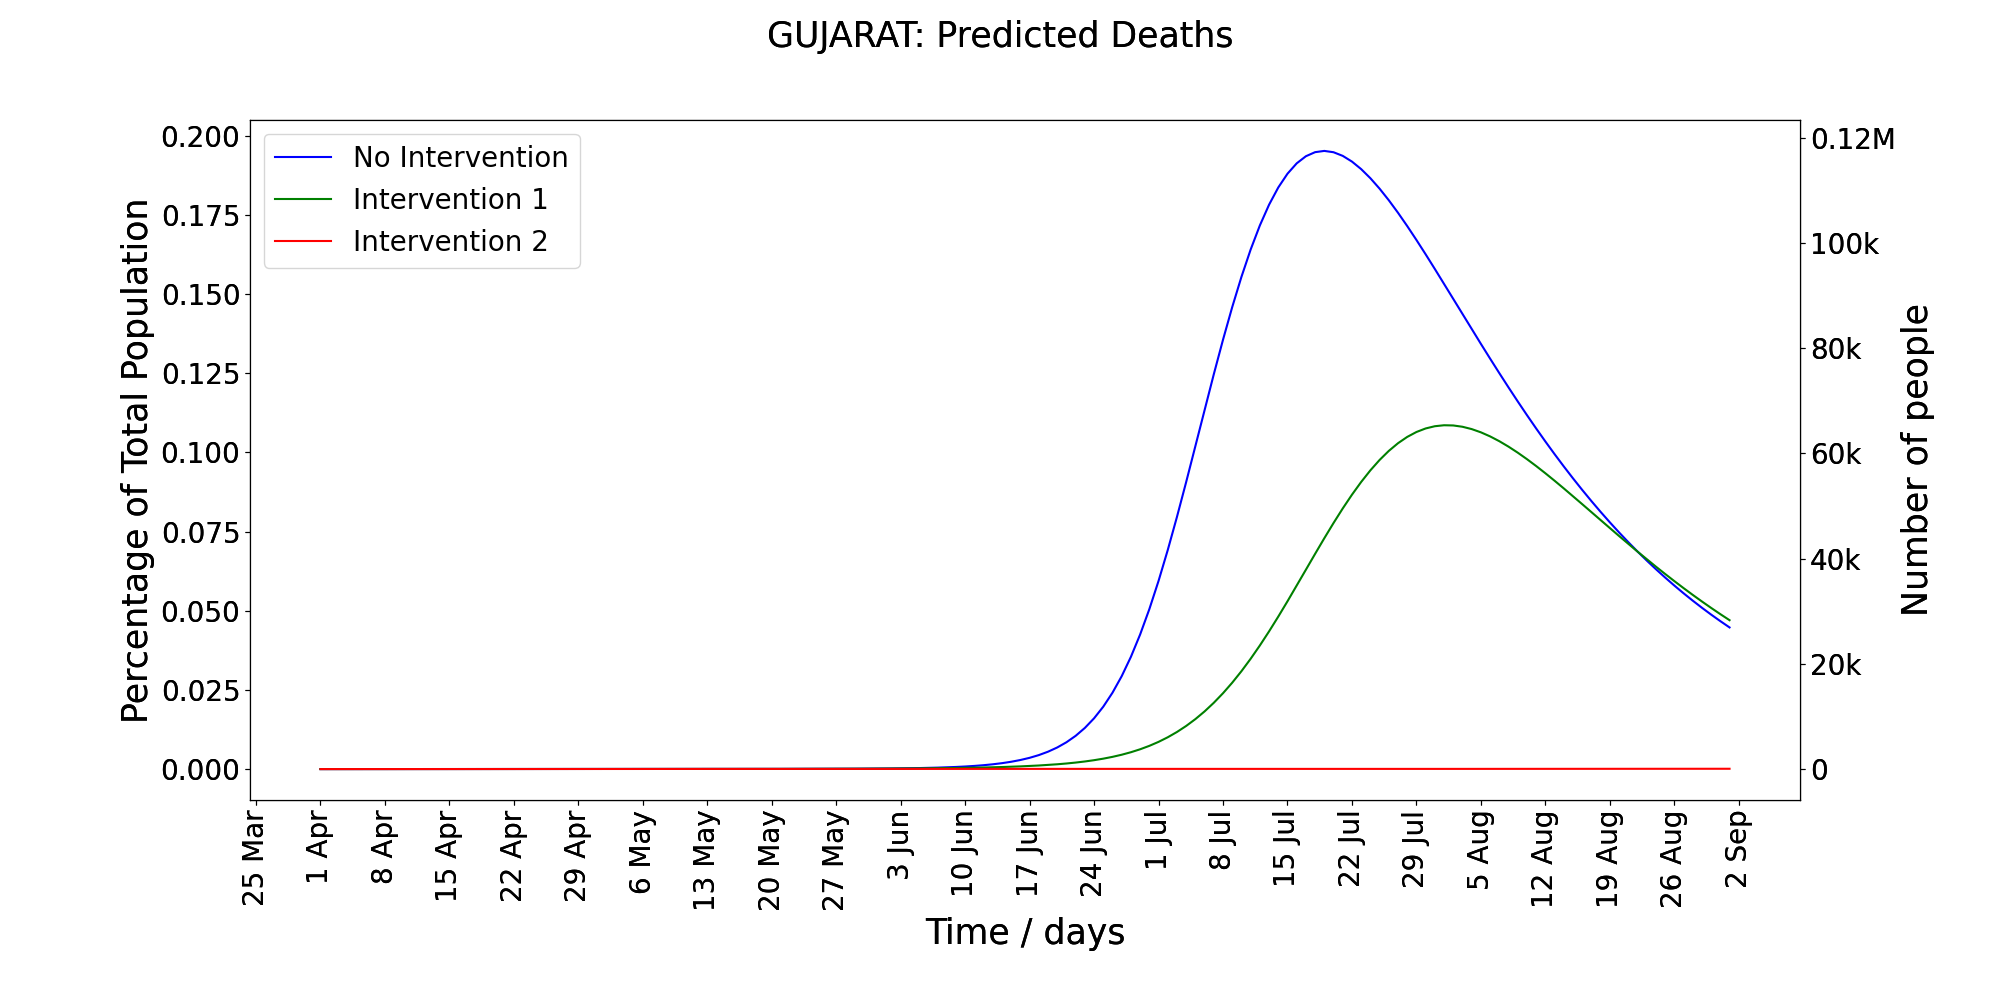 GUJARAT: Predicted Deaths
No Intervention
Intervention 1
Intervention 2
Percentage of Total Population
0.200
0.175
0.150
0.125
0.100
0.075
0.050
0.025
0.000
0.12M
100k
80k
60k
40k
20k
0
Number of people
25 Mar
1 Apr
8 Apr
15 Apr
22 Apr
29 Apr
6 May
13 May
20 May
27 May
3 Jun
10 Jun
17 Jun
24 Jun
1 Jul
8 Jul
15 Jul
22 Jul
29 Jul
5 Aug
12 Aug
19 Aug
26 Aug
2 Sep
Time / days